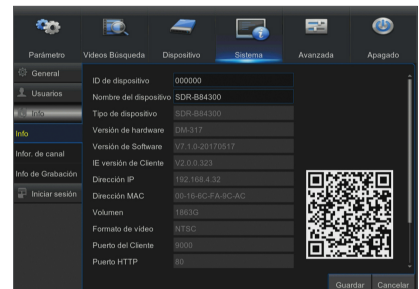 Parámetro
Videos Búsqueda
Dispositivo
Sistema
Avanzada
Apagado
General
Usuarios
Info
Info
Infor. de canal
Info de Grabación
Iniciar sesión
ID de dispositivo 000000
Nombre del dispositivo SDR-B84300
Tipo de dispositivo SDR-B84300
Versión de hardware DM-317
Versión de Software V7.1.0-20170517
IE versión de Cliente V2.0.0.323
Dirección IP 192.168.4.32
Dirección MAC 00-16-6C-FA-9C-AC
Volumen 1863G
Formato de vídeo NTSC
Puerto del Cliente 9000
Puerto HTTP 80
Guardar
Cancelar